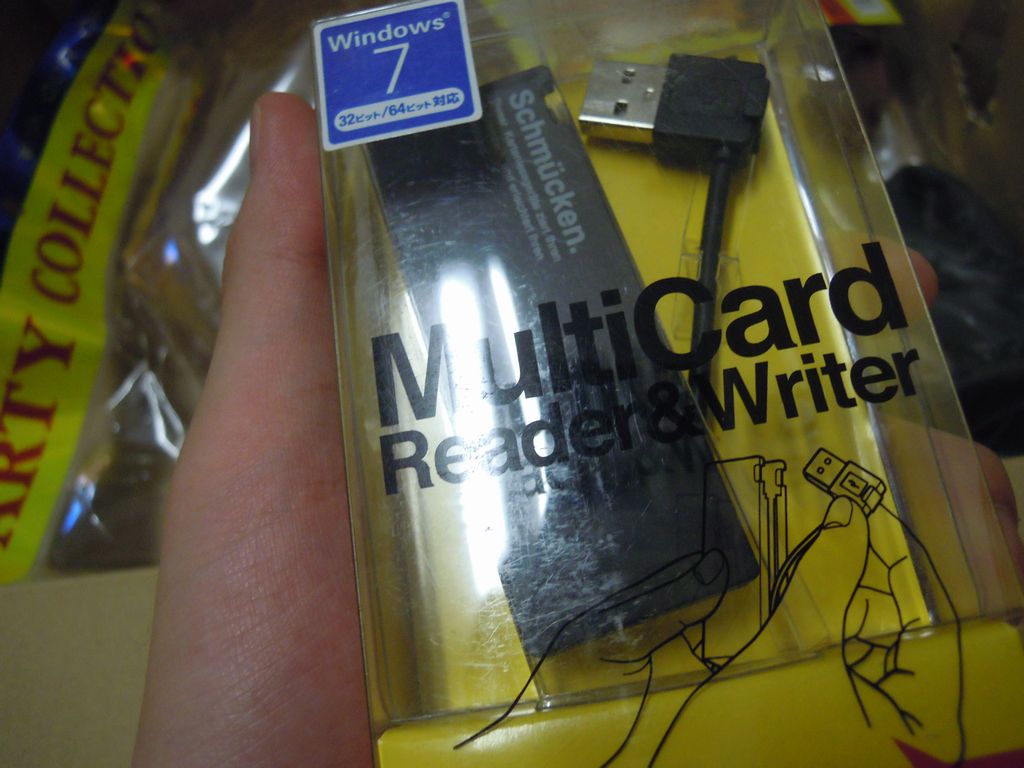 Windows®
7
32ビット/64ビット対応
Schmücken.
MultiCard
Reader&Writer
ARTY COLLECTIO